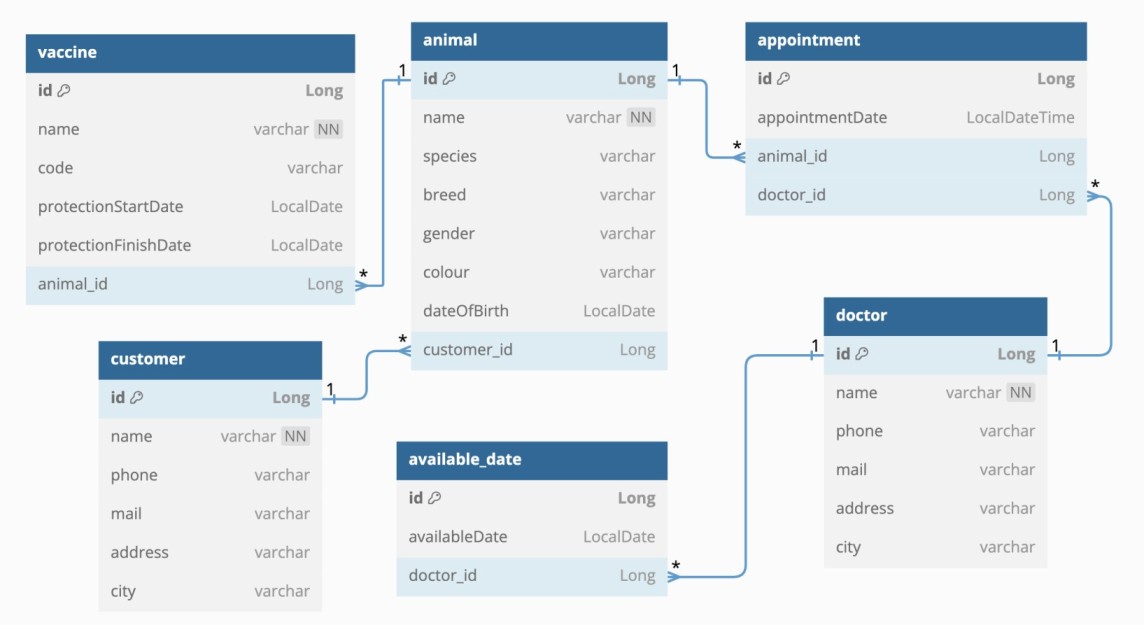 vaccine
id Long
name varchar NN
code varchar
protectionStartDate LocalDate
protectionFinishDate LocalDate
animal_id Long
animal
id Long
name varchar NN
species varchar
breed varchar
gender varchar
colour varchar
dateOfBirth LocalDate
customer_id Long
appointment
id Long
appointmentDate LocalDateTime
animal_id Long
doctor_id Long
customer
id Long
name varchar NN
phone varchar
mail varchar
address varchar
city varchar
available_date
id Long
availableDate LocalDate
doctor_id Long
doctor
id Long
name varchar NN
phone varchar
mail varchar
address varchar
city varchar
1
*
1
*
1
*
1
*
1
*